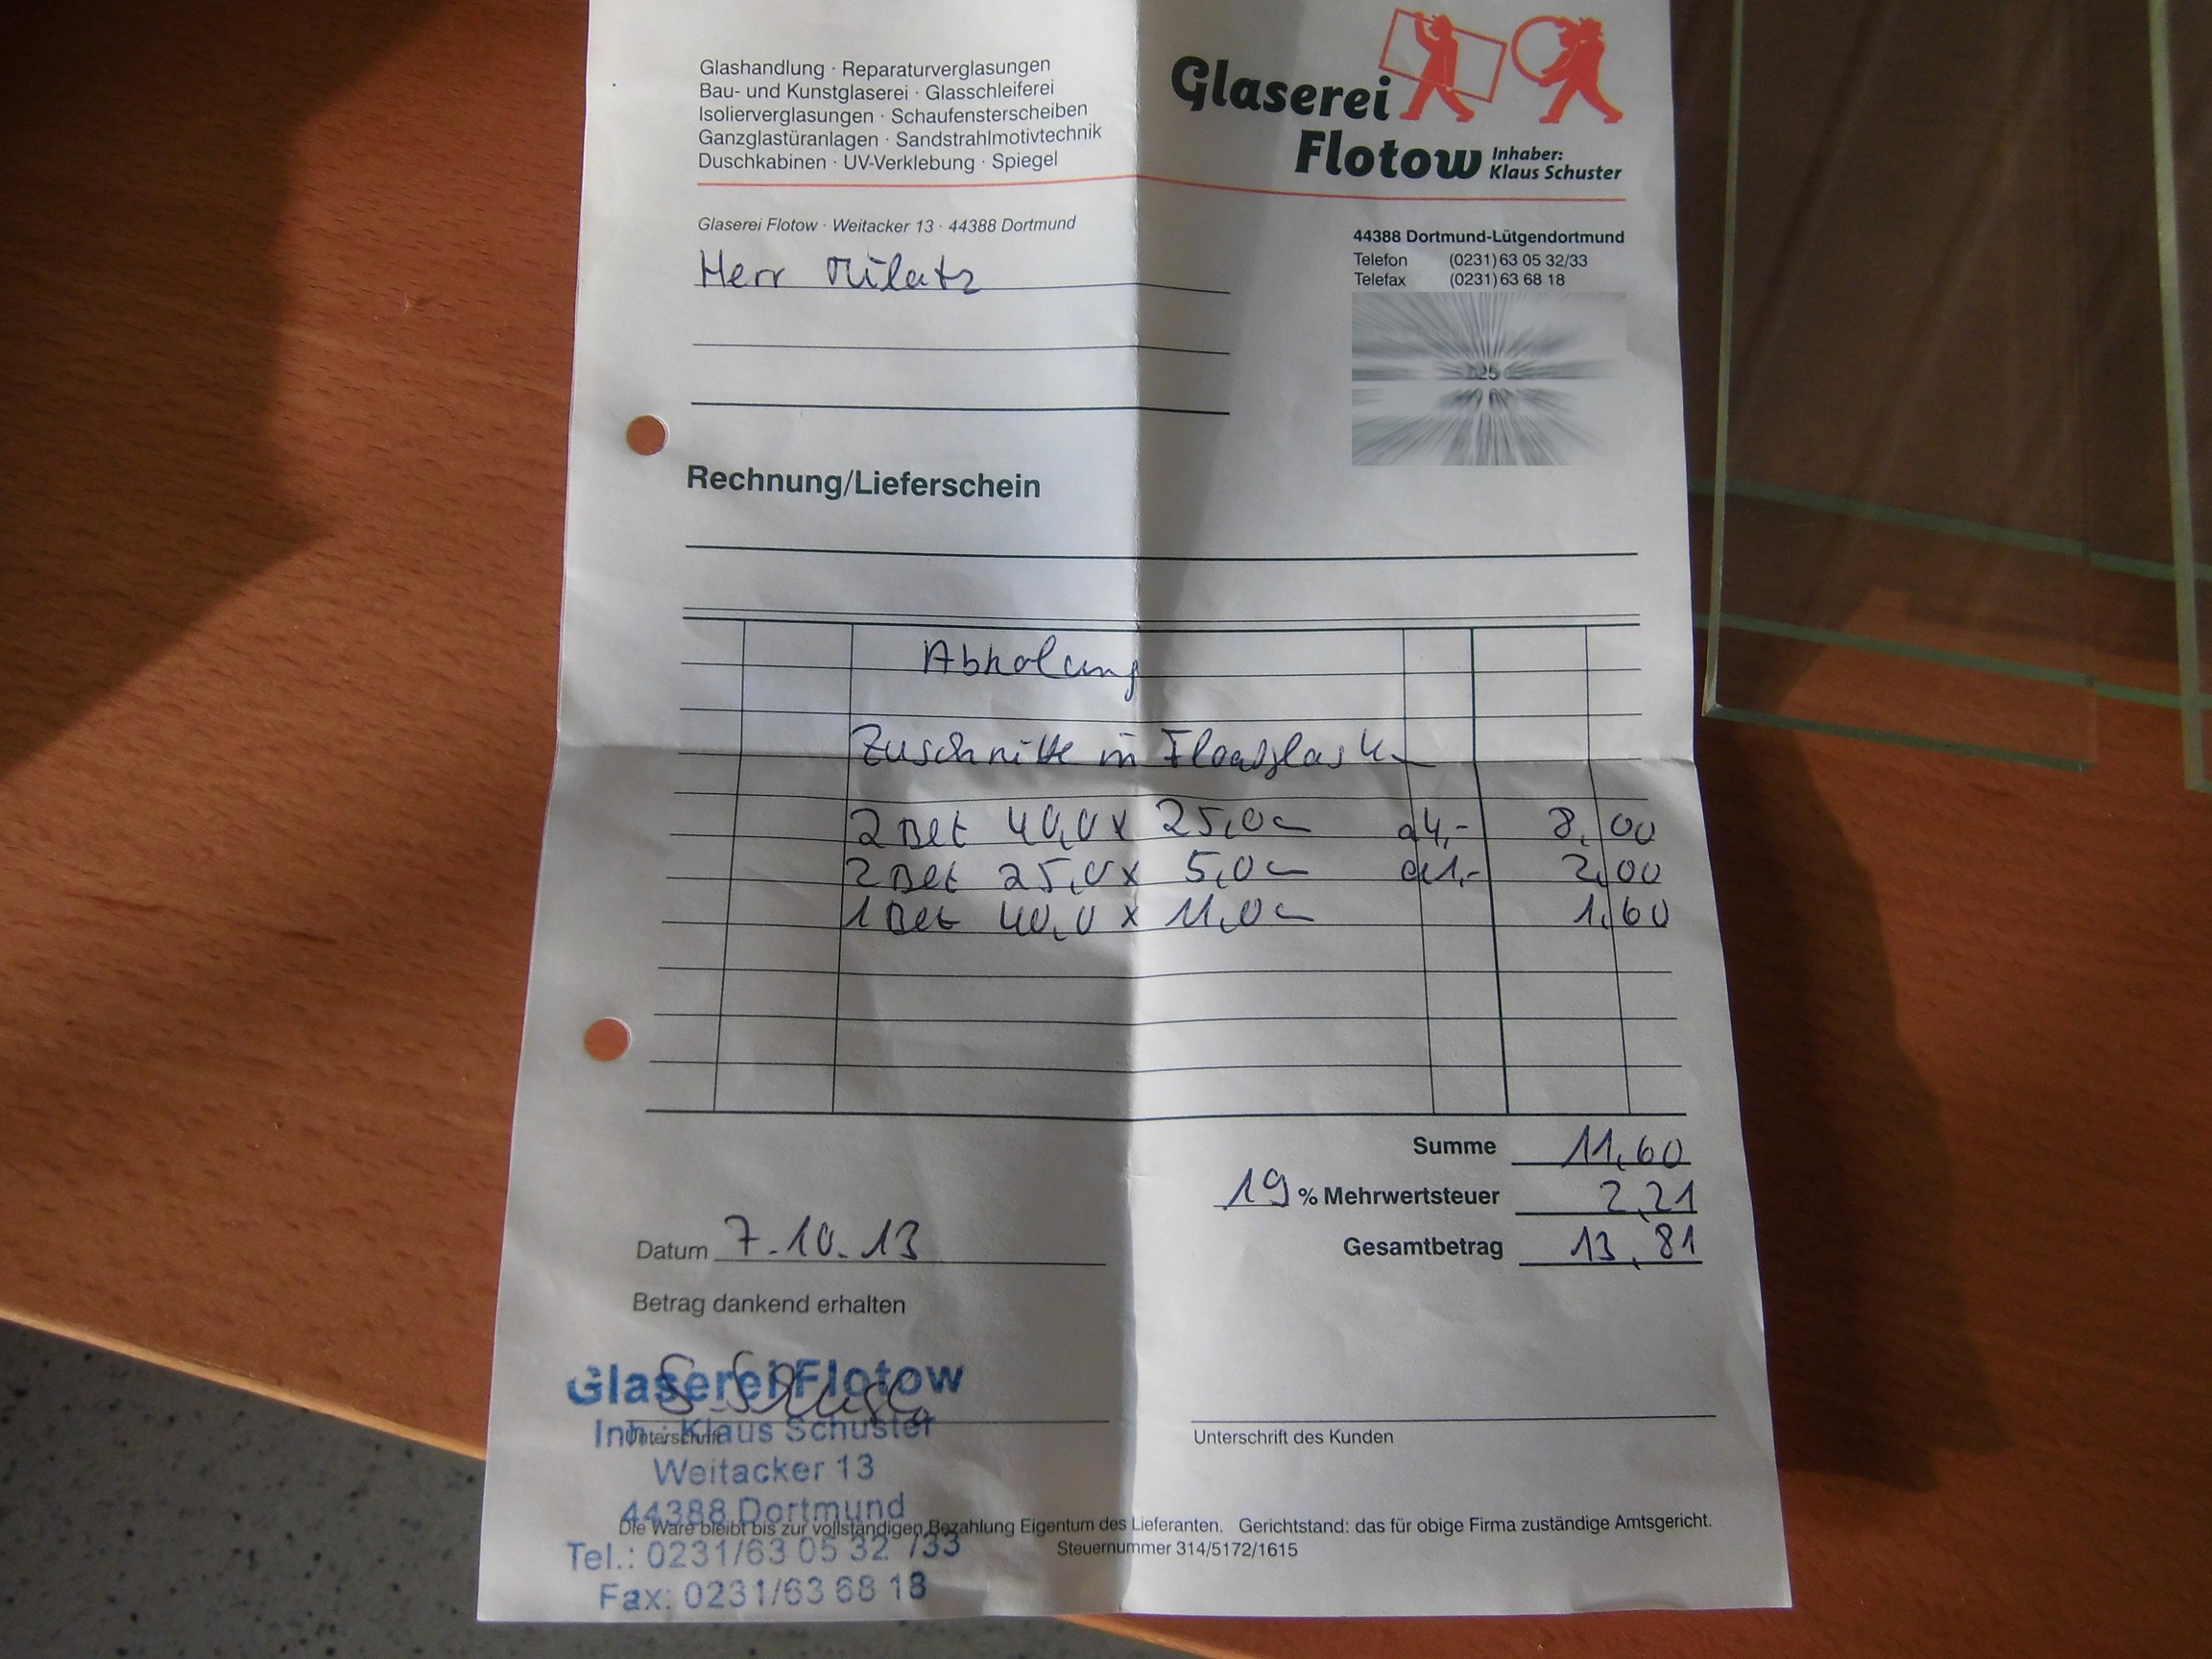 Glashandlung · Reparaturverglasungen
Bau- und Kunstglaserei · Glasschleiferei
Isolierverglasungen · Schaufensterscheiben
Ganzglastüranlagen · Sandstrahlmotivtechnik
Duschkabinen · UV-Verklebung · Spiegel
Glaserei
Flotow
Inhaber:
Klaus Schuster
Glaserei Flotow · Weitacker 13 · 44388 Dortmund
Herr
44388 Dortmund-Lütgendortmund
Telefon (0231) 63 05 32/33
Telefax (0231) 63 68 18
Rechnung/Lieferschein
Abholung
Zuschnitte in Floatglas
2 40,0 x 25,0 a 4,- 8,00
2 25,0 x 5,0 a 1,- 2,00
1 40,0 x 11,0 1,60
Summe 11,60
19 % Mehrwertsteuer 2,21
Gesamtbetrag 13,81
Datum 7.10.13
Betrag dankend erhalten
Glaserei Flotow
Inh.: Klaus Schuster
Unterschrift
Weitacker 13
44388 Dortmund
Tel.: 0231/63 05 32 /33
Fax: 0231/63 68 18
Unterschrift des Kunden
Die Ware bleibt bis zur vollständigen Bezahlung Eigentum des Lieferanten. Gerichtstand: das für obige Firma zuständige Amtsgericht.
Steuernummer 314/5172/1615